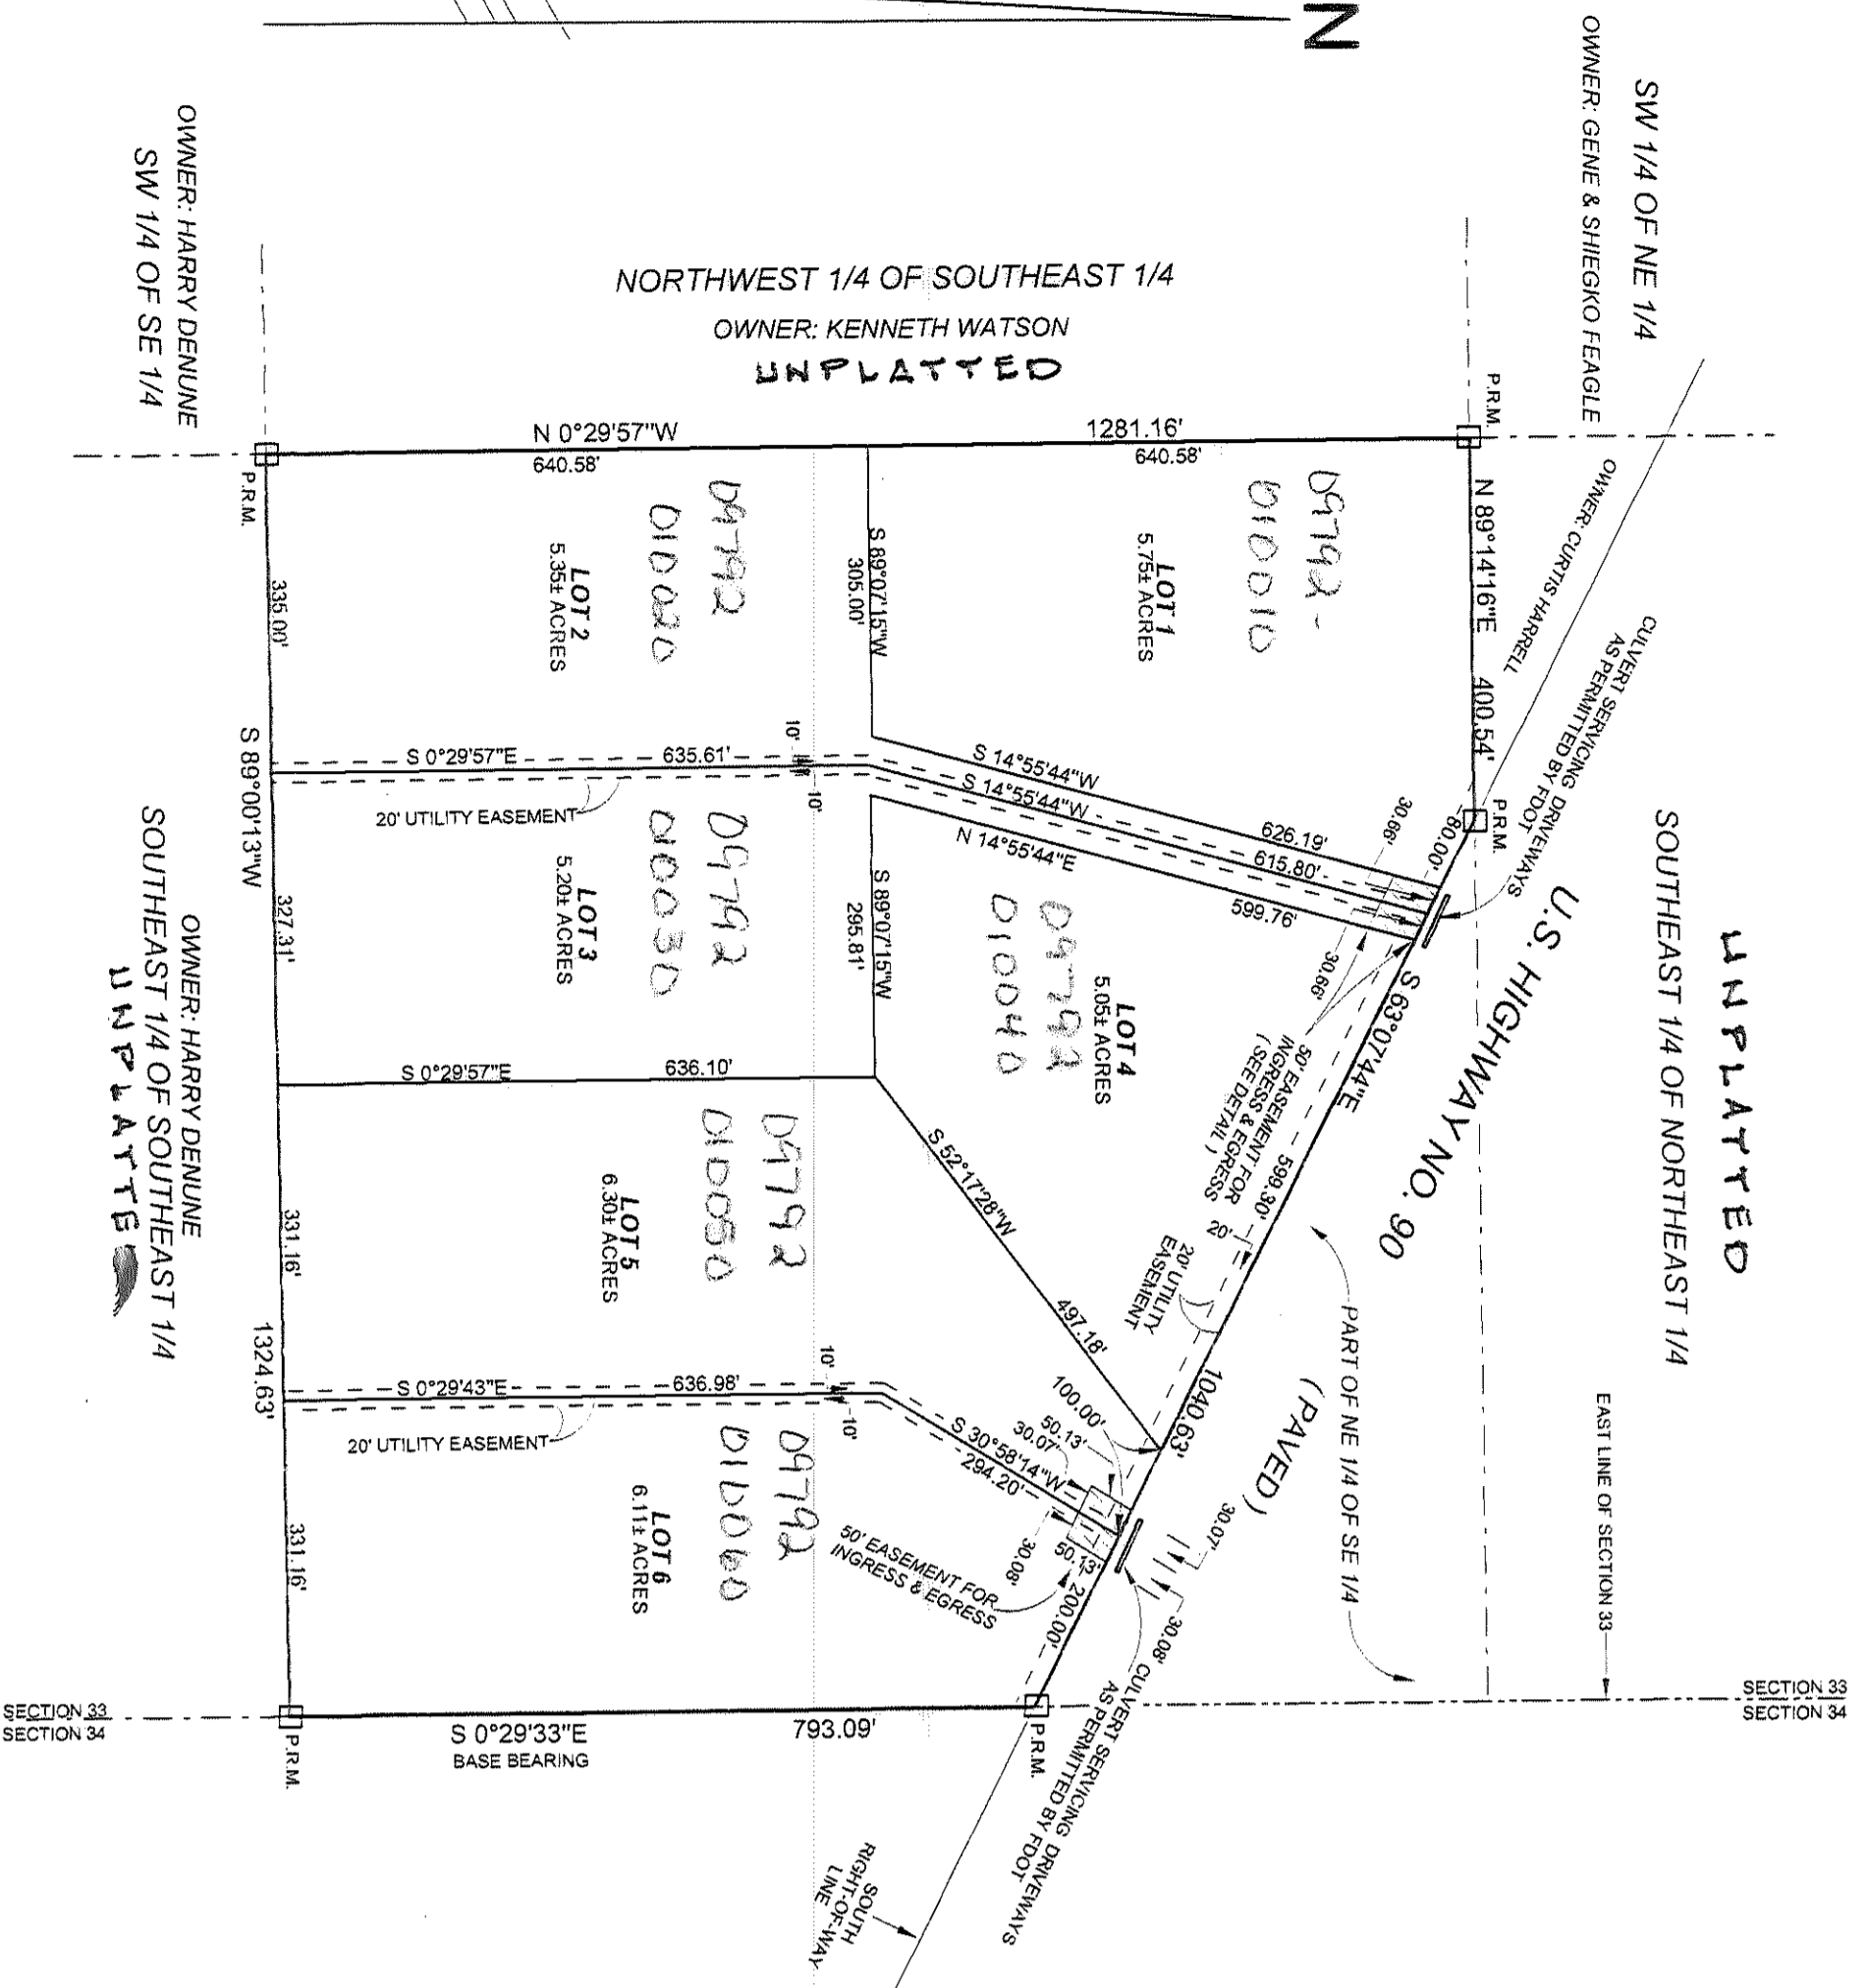 N
SW 1/4 OF NE 1/4
OWNER: GENE & SHIEGKO FEAGLE
NORTHWEST 1/4 OF SOUTHEAST 1/4
OWNER: KENNETH WATSON
UNPLATTED
OWNER: HARRY DENUNE
SW 1/4 OF SE 1/4
P.R.M.
P.R.M.
N 0°29'57"W
1281.16'
640.58'
640.58'
N 89°14'16"E 400.54'
P.R.M.
OWNER: CURTIS HARRELL
CULVERT SERVICING DRIVEWAYS
AS PERMITTED BY FDOT
U.S. HIGHWAY NO. 90
(PAVED)
UNPLATTED
SOUTHEAST 1/4 OF NORTHEAST 1/4
PART OF NE 1/4 OF SE 1/4
EAST LINE OF SECTION 33
SECTION 33
SECTION 34
09792-
010010
LOT 1
5.75± ACRES
09792
010020
LOT 2
5.35± ACRES
S 89°07'15"W
305.00'
335.00'
S 0°29'57"E
635.61'
10'
10'
20' UTILITY EASEMENT
S 14°55'44"W
626.19'
S 14°55'44"W
615.80'
N 14°55'44"E
599.76'
30.66'
80.00'
30.66'
S 63°07'44"E
599.30'
1040.63'
50' EASEMENT FOR
INGRESS & EGRESS
( SEE DETAIL )
20'
20' UTILITY
EASEMENT
09792
010030
LOT 3
5.20± ACRES
S 89°07'15"W
295.81'
09792
010040
LOT 4
5.05± ACRES
S 89°00'13"W
1324.63'
327.31'
S 0°29'57"E
636.10'
S 52°17'28"W
497.18'
09792
010050
LOT 5
6.30± ACRES
331.16'
S 0°29'43"E
636.98'
10'
10'
20' UTILITY EASEMENT
100.00'
50.13'
30.07'
S 30°58'14"W
294.20'
30.08'
50.13'
200.00'
50' EASEMENT FOR
INGRESS & EGRESS
30.07'
30.08'
CULVERT SERVICING DRIVEWAYS
AS PERMITTED BY FDOT
09792
010060
LOT 6
6.11± ACRES
331.16'
OWNER: HARRY DENUNE
SOUTHEAST 1/4 OF SOUTHEAST 1/4
UNPLATTE
P.R.M.
P.R.M.
S 0°29'33"E
793.09'
BASE BEARING
SECTION 33
SECTION 34
SOUTH
RIGHT-OF-WAY
LINE